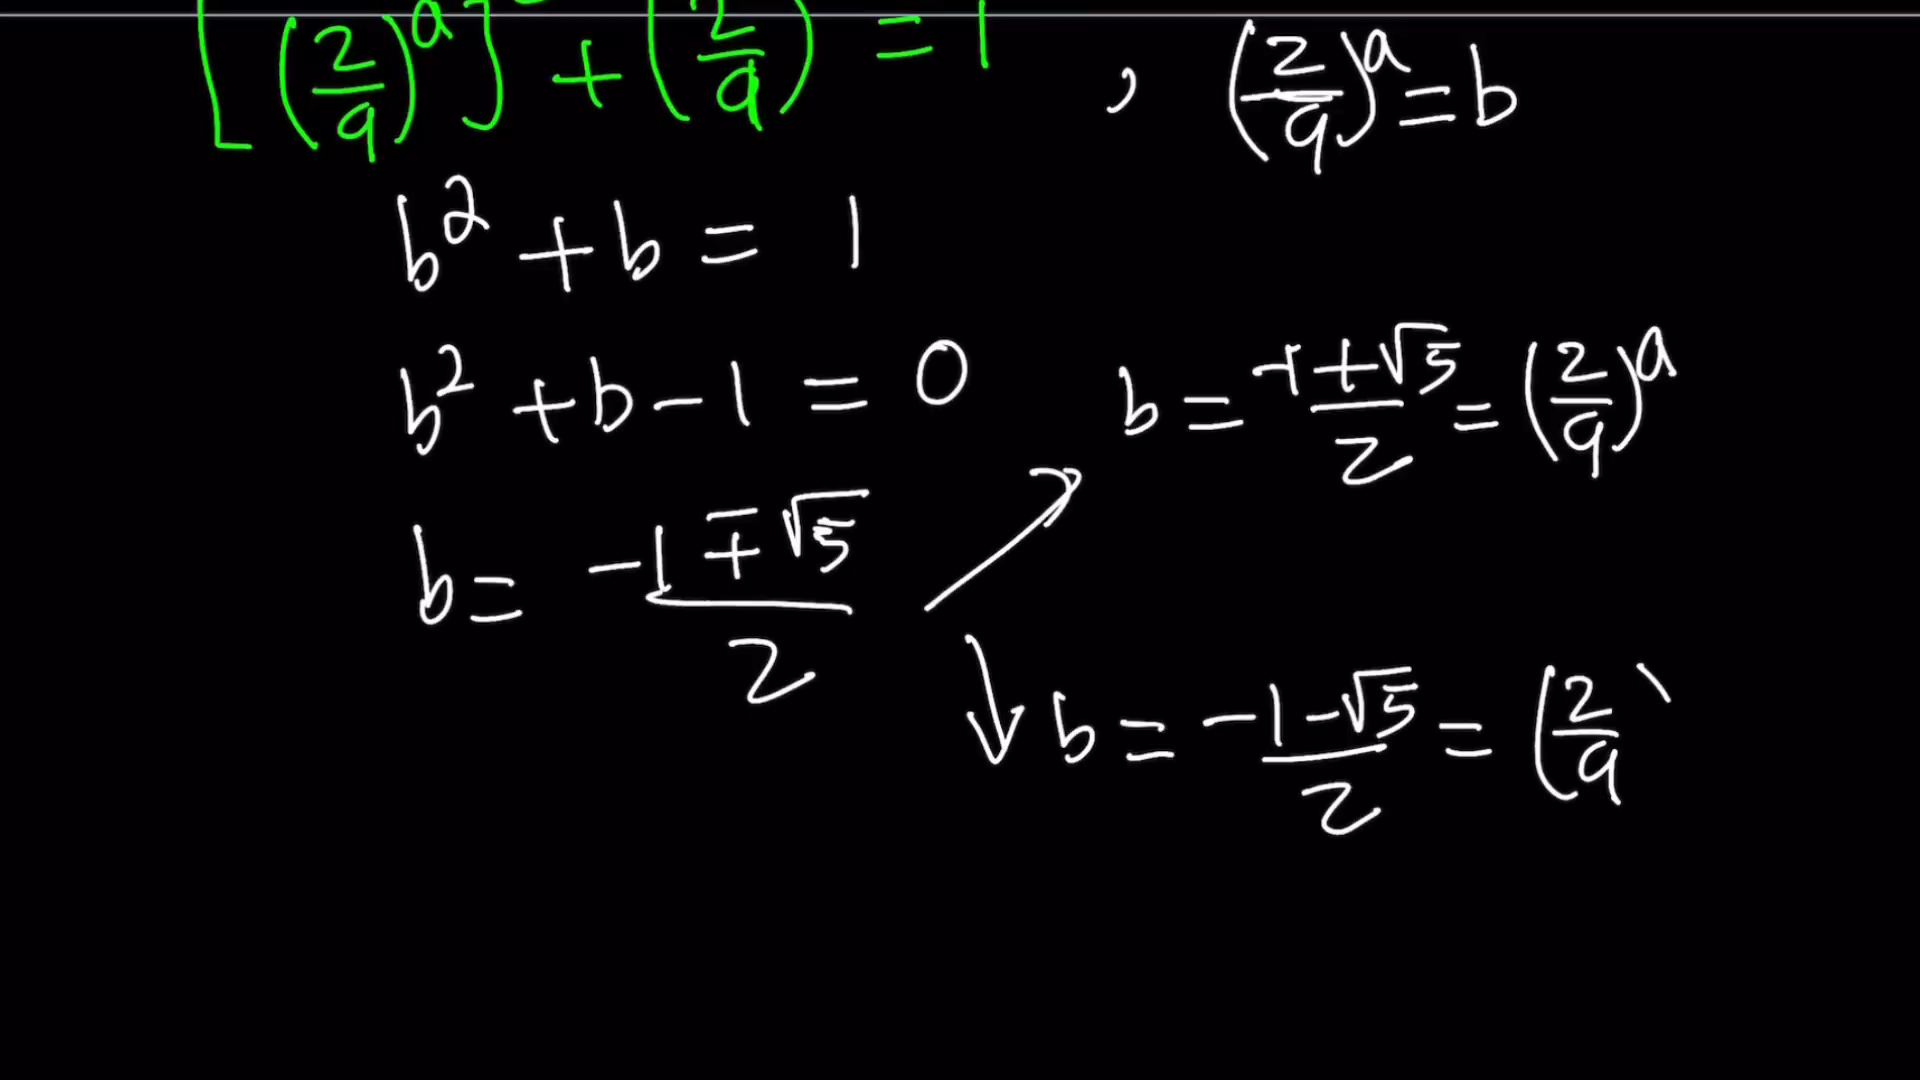 [(2/9)^a]^2 + (2/9) = 1 , (2/9)^a = b
b^2 + b = 1
b^2 + b - 1 = 0
b = (-1 + √5)/2 = (2/9)^a
b = (-1 ∓ √5)/2
b = (-1 - √5)/2 = (2/9)